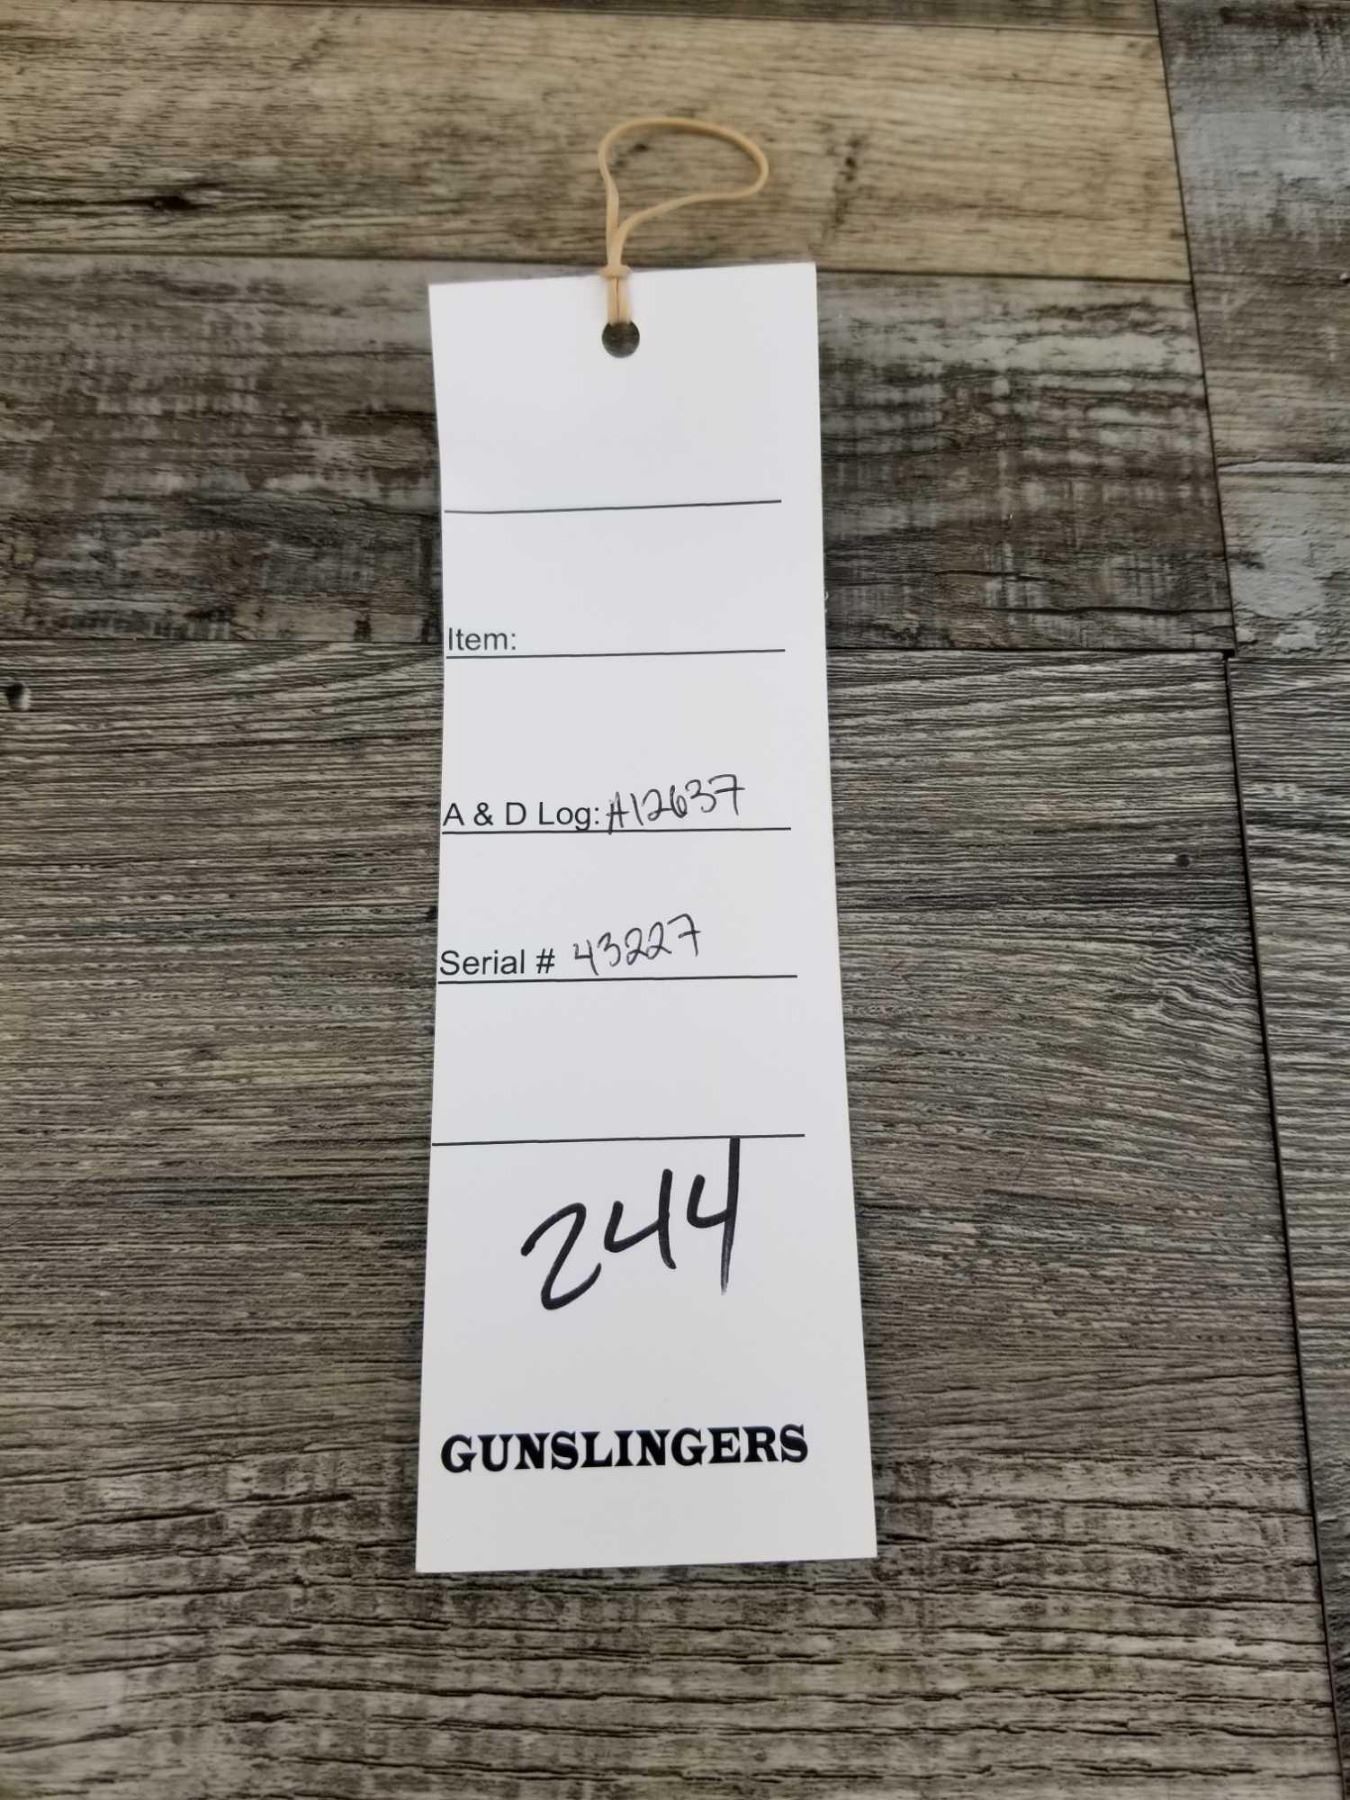 Item:
A & D Log: #12637
Serial # 43227
244
GUNSLINGERS